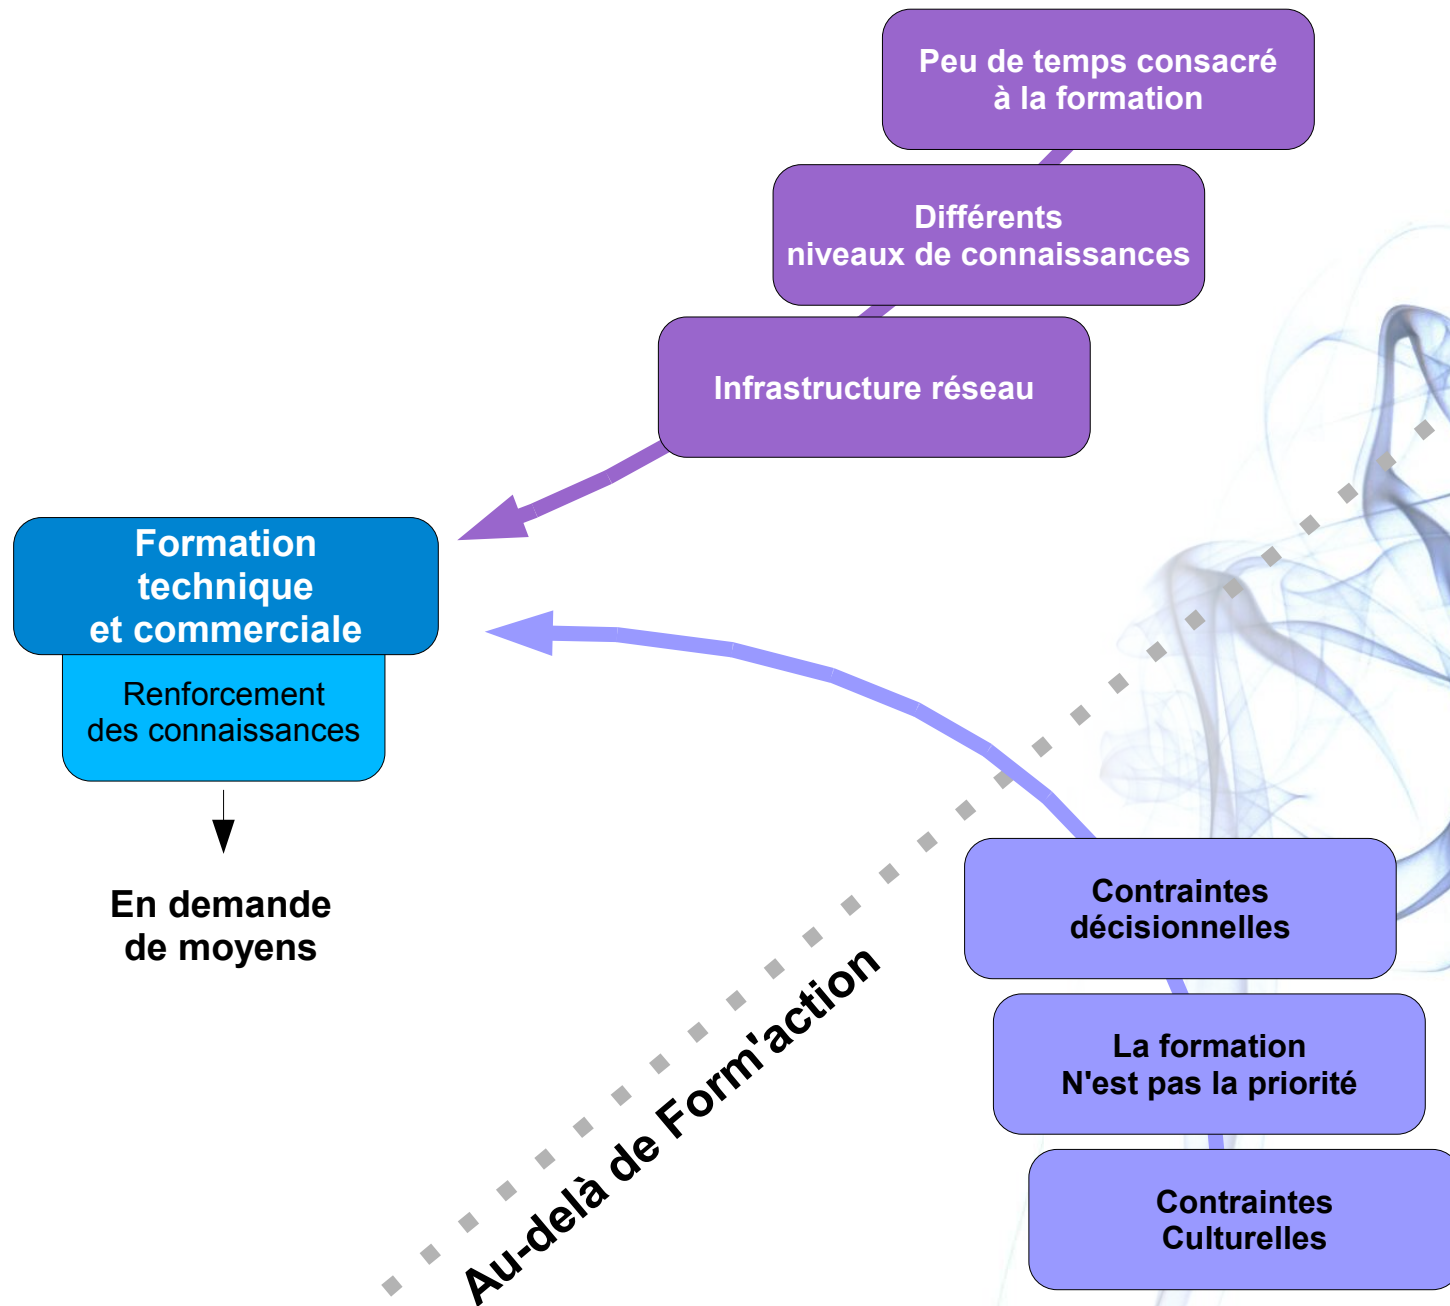 Peu de temps consacré
à la formation
Différents
niveaux de connaissances
Infrastructure réseau
Formation
technique
et commerciale
Renforcement
des connaissances
En demande
de moyens
Au-delà de Form'action
Contraintes
décisionnelles
La formation
N'est pas la priorité
Contraintes
Culturelles